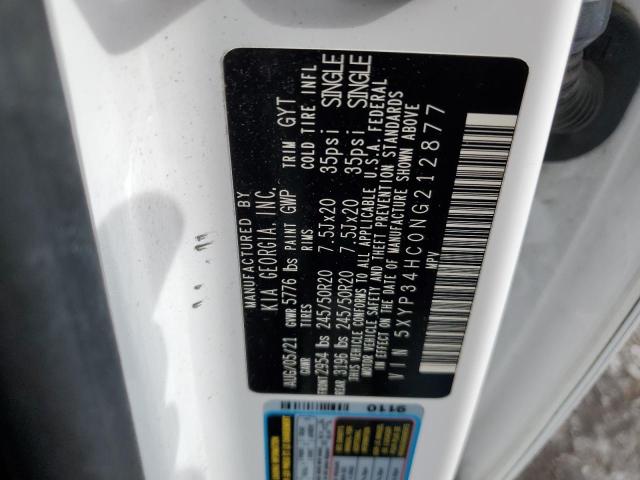 MANUFACTURED BY
KIA GEORGIA, INC.
AUG/05/21 GVWR 5776 lbs PAINT GWP TRIM GYT
GAWR TIRES RIMS COLD TIRE INFL
FRONT 2954 lbs 245/50R20 7.5Jx20 35psi SINGLE
REAR 3196 lbs 245/50R20 7.5Jx20 35psi SINGLE
THIS VEHICLE CONFORMS TO ALL APPLICABLE U.S.A. FEDERAL
MOTOR VEHICLE SAFETY AND THEFT PREVENTION STANDARDS
IN EFFECT ON DATE OF MANUFACTURE SHOWN ABOVE
VIN 5XYP34HC0NG212877
MPV
9110